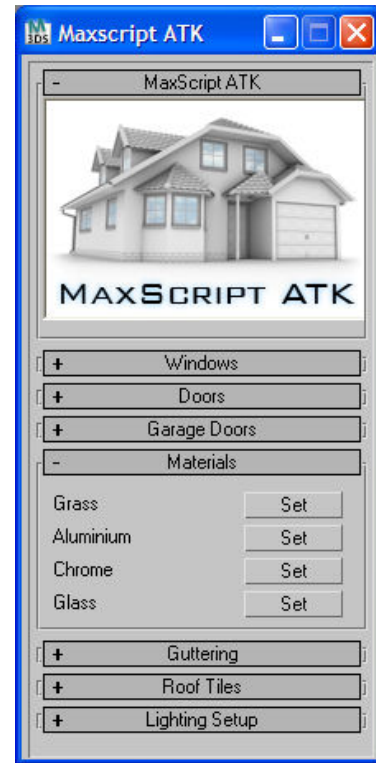 M
3DS Maxscript ATK
- MaxScript ATK
MAXSCRIPT ATK
+ Windows
+ Doors
+ Garage Doors
- Materials
Grass Set
Aluminium Set
Chrome Set
Glass Set
+ Guttering
+ Roof Tiles
+ Lighting Setup